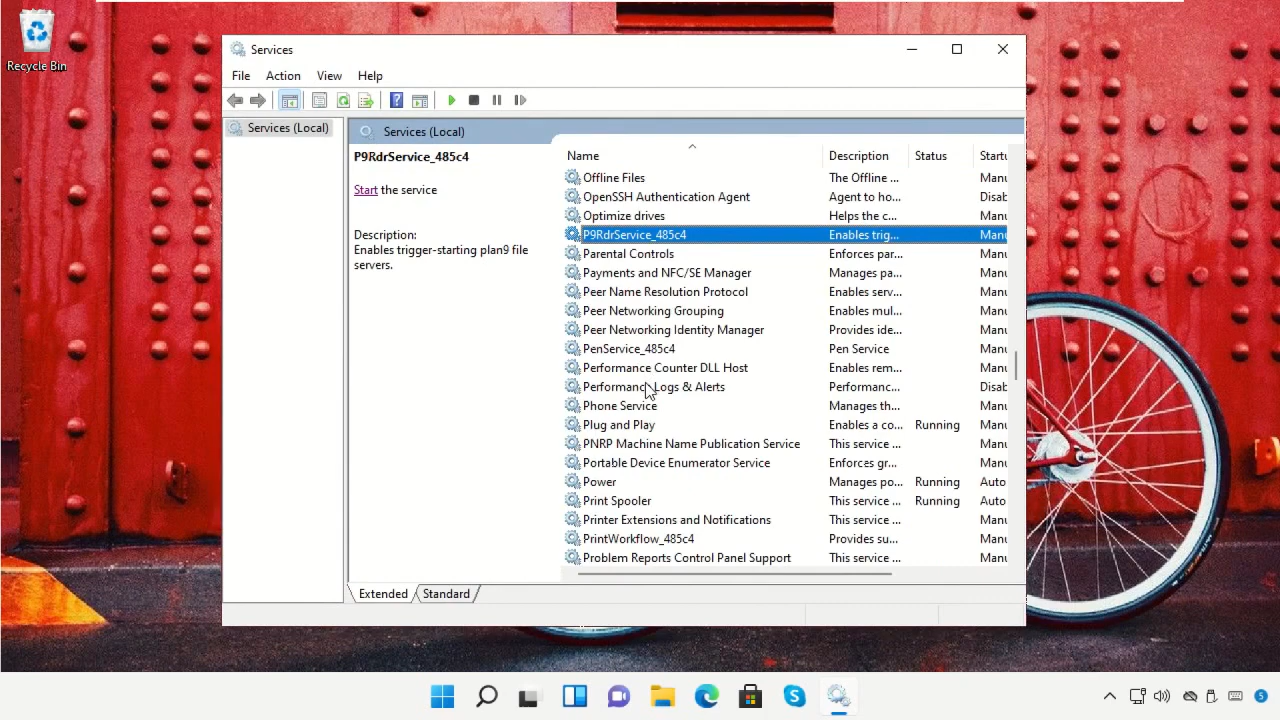 Recycle Bin
Services
File Action View Help
Services (Local)
Services (Local)
P9RdrService_485c4
Start the service
Description:
Enables trigger-starting plan9 file
servers.
Name Description Status Startu
Offline Files The Offline ... Manu
OpenSSH Authentication Agent Agent to ho... Disab
Optimize drives Helps the c... Manu
P9RdrService_485c4 Enables trig... Manu
Parental Controls Enforces par... Manu
Payments and NFC/SE Manager Manages pa... Manu
Peer Name Resolution Protocol Enables serv... Manu
Peer Networking Grouping Enables mul... Manu
Peer Networking Identity Manager Provides ide... Manu
PenService_485c4 Pen Service Manu
Performance Counter DLL Host Enables rem... Manu
Performance Logs & Alerts Performanc... Disab
Phone Service Manages th... Manu
Plug and Play Enables a co... Running Manu
PNRP Machine Name Publication Service This service ... Manu
Portable Device Enumerator Service Enforces gr... Manu
Power Manages po... Running Auto
Print Spooler This service ... Running Auto
Printer Extensions and Notifications This service ... Manu
PrintWorkflow_485c4 Provides su... Manu
Problem Reports Control Panel Support This service ... Manu
Extended Standard
5